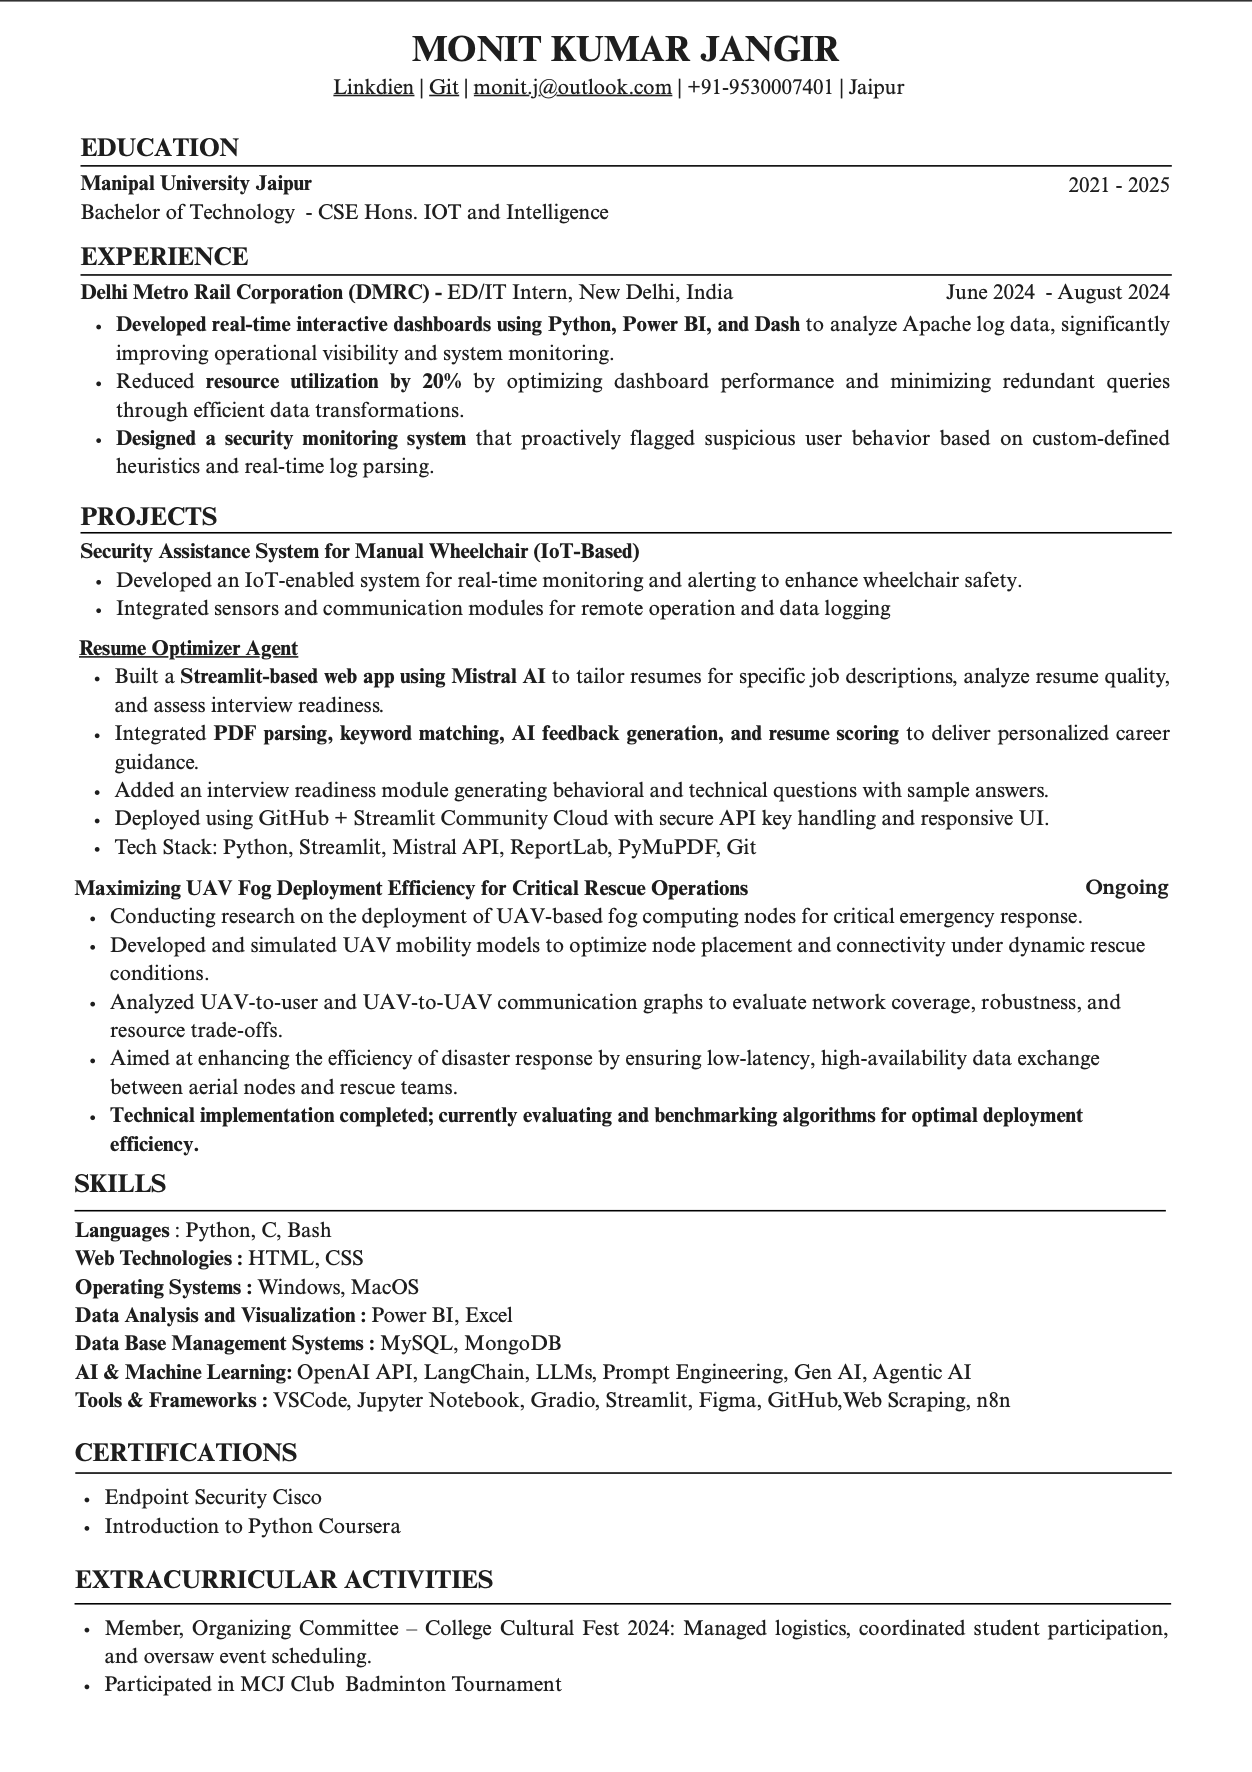 MONIT KUMAR JANGIR
Linkdien | Git | monit.j@outlook.com | +91-9530007401 | Jaipur
EDUCATION
Manipal University Jaipur 2021 - 2025
Bachelor of Technology - CSE Hons. IOT and Intelligence
EXPERIENCE
Delhi Metro Rail Corporation (DMRC) - ED/IT Intern, New Delhi, India June 2024 - August 2024
• Developed real-time interactive dashboards using Python, Power BI, and Dash to analyze Apache log data, significantly
improving operational visibility and system monitoring.
• Reduced resource utilization by 20% by optimizing dashboard performance and minimizing redundant queries
through efficient data transformations.
• Designed a security monitoring system that proactively flagged suspicious user behavior based on custom-defined
heuristics and real-time log parsing.
PROJECTS
Security Assistance System for Manual Wheelchair (IoT-Based)
• Developed an IoT-enabled system for real-time monitoring and alerting to enhance wheelchair safety.
• Integrated sensors and communication modules for remote operation and data logging
Resume Optimizer Agent
• Built a Streamlit-based web app using Mistral AI to tailor resumes for specific job descriptions, analyze resume quality,
and assess interview readiness.
• Integrated PDF parsing, keyword matching, AI feedback generation, and resume scoring to deliver personalized career
guidance.
• Added an interview readiness module generating behavioral and technical questions with sample answers.
• Deployed using GitHub + Streamlit Community Cloud with secure API key handling and responsive UI.
• Tech Stack: Python, Streamlit, Mistral API, ReportLab, PyMuPDF, Git
Maximizing UAV Fog Deployment Efficiency for Critical Rescue Operations Ongoing
• Conducting research on the deployment of UAV-based fog computing nodes for critical emergency response.
• Developed and simulated UAV mobility models to optimize node placement and connectivity under dynamic rescue
conditions.
• Analyzed UAV-to-user and UAV-to-UAV communication graphs to evaluate network coverage, robustness, and
resource trade-offs.
• Aimed at enhancing the efficiency of disaster response by ensuring low-latency, high-availability data exchange
between aerial nodes and rescue teams.
• Technical implementation completed; currently evaluating and benchmarking algorithms for optimal deployment
efficiency.
SKILLS
Languages : Python, C, Bash
Web Technologies : HTML, CSS
Operating Systems : Windows, MacOS
Data Analysis and Visualization : Power BI, Excel
Data Base Management Systems : MySQL, MongoDB
AI & Machine Learning: OpenAI API, LangChain, LLMs, Prompt Engineering, Gen AI, Agentic AI
Tools & Frameworks : VSCode, Jupyter Notebook, Gradio, Streamlit, Figma, GitHub,Web Scraping, n8n
CERTIFICATIONS
• Endpoint Security Cisco
• Introduction to Python Coursera
EXTRACURRICULAR ACTIVITIES
• Member, Organizing Committee – College Cultural Fest 2024: Managed logistics, coordinated student participation,
and oversaw event scheduling.
• Participated in MCJ Club Badminton Tournament